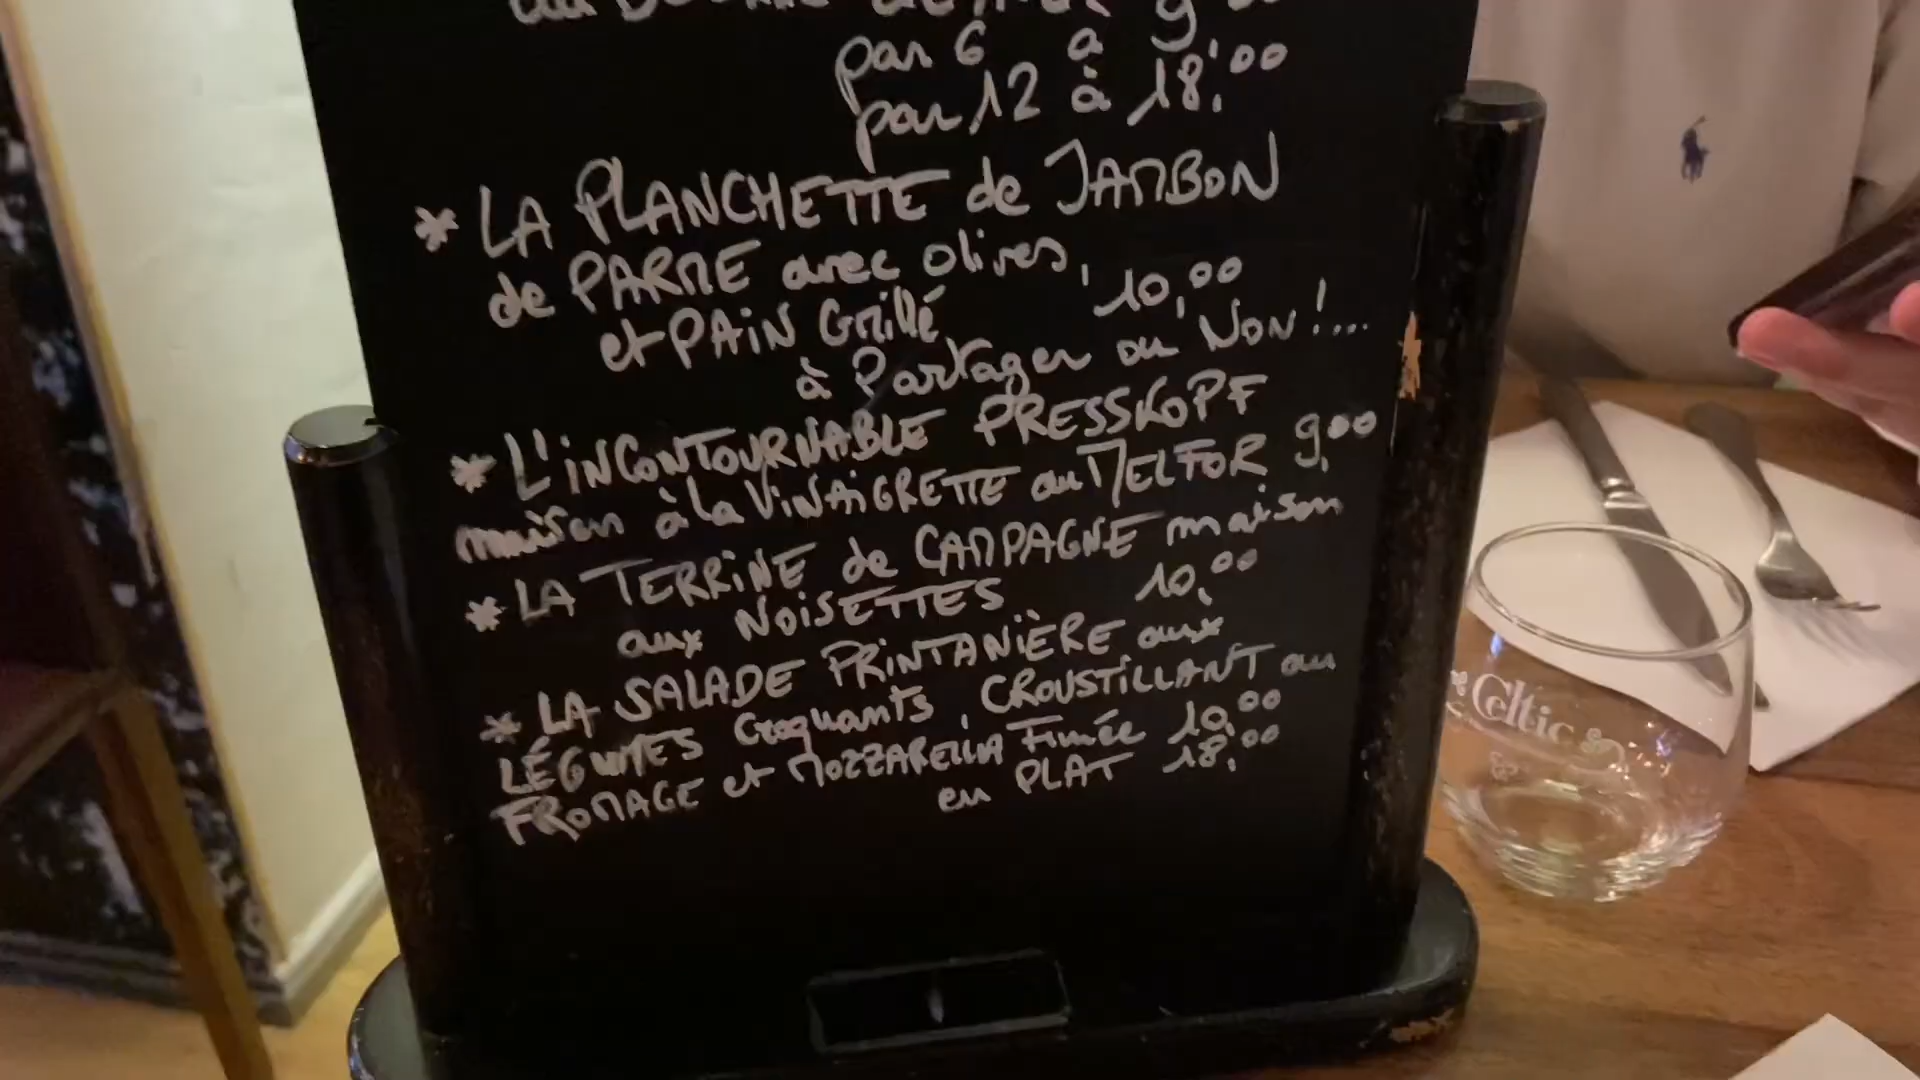 par 6 à 9,00
par 12 à 18,00
* LA PLANCHETTE de JAMBON
de PARME avec olives,
et PAIN Grillé 10,00
à Partager ou NON !...
* L'iNCONTOURNABLE PRESSKOPF
maison à la ViNAiGRETTE au MELFOR 9,00
* LA TERRiNE de CAMPAGNE maison
aux NOiSETTES 10,00
* LA SALADE PRiNTANiÈRE aux
LÉGUMES Croquants, CROUSTiLLANT au
FROMAGE et MOZZARELLA Fumée 10,00
en PLAT 18,00
Celtic